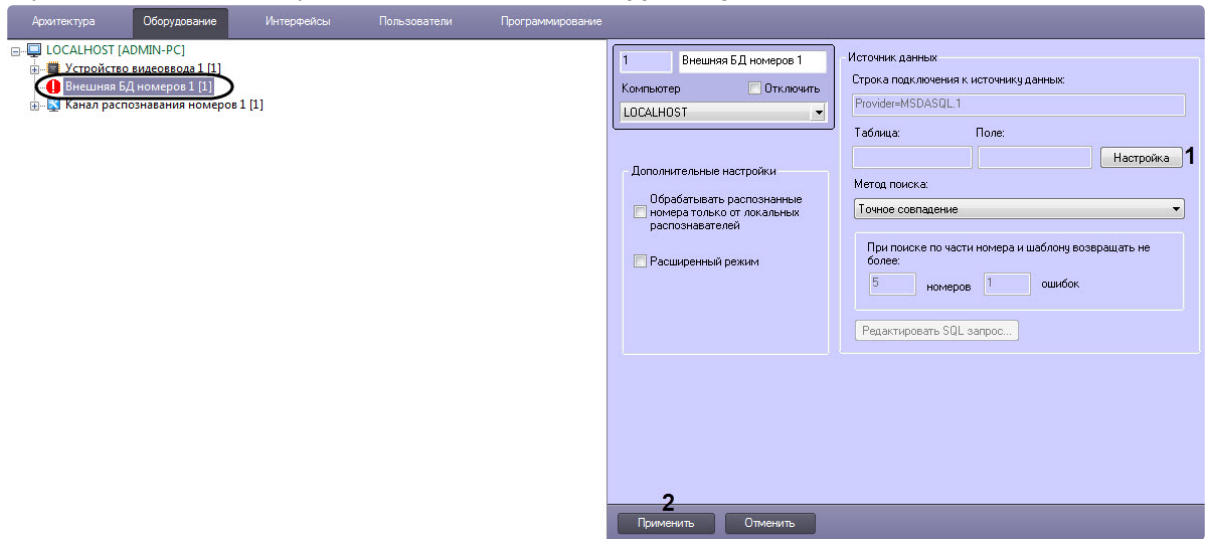 Архитектура Оборудование Интерфейсы Пользователи Программирование
LOCALHOST [ADMIN-PC]
Устройство видеоввода 1 [1]
Внешняя БД номеров 1 [1]
Канал распознавания номеров 1 [1]
1 Внешняя БД номеров 1
Компьютер Отключить
LOCALHOST
Дополнительные настройки
Обрабатывать распознанные
номера только от локальных
распознавателей
Расширенный режим
Источник данных
Строка подключения к источнику данных:
Provider=MSDASQL.1
Таблица: Поле:
Настройка 1
Метод поиска:
Точное совпадение
При поиске по части номера и шаблону возвращать не
более:
5 номеров 1 ошибок
Редактировать SQL запрос...
2
Применить Отменить